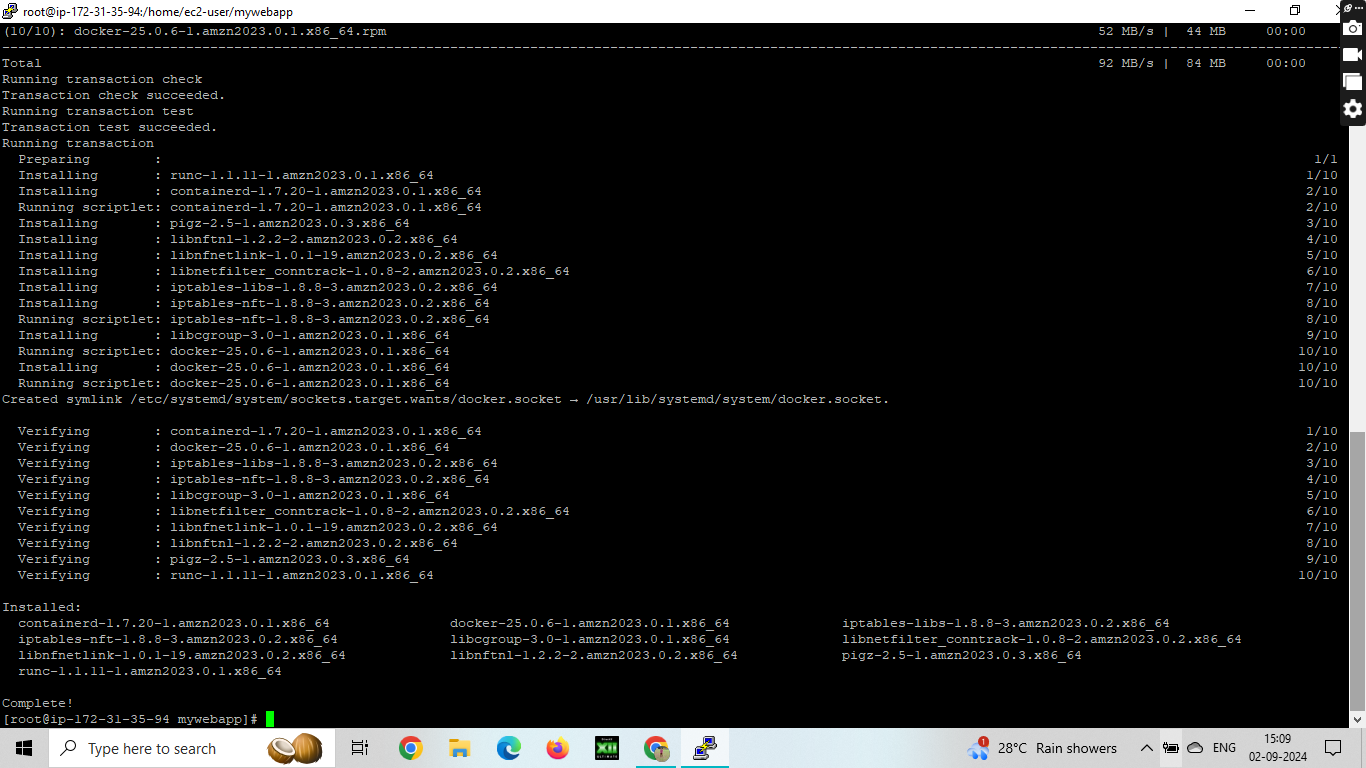 root@ip-172-31-35-94:/home/ec2-user/mywebapp
(10/10): docker-25.0.6-1.amzn2023.0.1.x86_64.rpm 52 MB/s | 44 MB 00:00
--------------------------------------------------------------------------------
Total 92 MB/s | 84 MB 00:00
Running transaction check
Transaction check succeeded.
Running transaction test
Transaction test succeeded.
Running transaction
Preparing : 1/1
Installing : runc-1.1.11-1.amzn2023.0.1.x86_64 1/10
Installing : containerd-1.7.20-1.amzn2023.0.1.x86_64 2/10
Running scriptlet: containerd-1.7.20-1.amzn2023.0.1.x86_64 2/10
Installing : pigz-2.5-1.amzn2023.0.3.x86_64 3/10
Installing : libnftnl-1.2.2-2.amzn2023.0.2.x86_64 4/10
Installing : libnfnetlink-1.0.1-19.amzn2023.0.2.x86_64 5/10
Installing : libnetfilter_conntrack-1.0.8-2.amzn2023.0.2.x86_64 6/10
Installing : iptables-libs-1.8.8-3.amzn2023.0.2.x86_64 7/10
Installing : iptables-nft-1.8.8-3.amzn2023.0.2.x86_64 8/10
Running scriptlet: iptables-nft-1.8.8-3.amzn2023.0.2.x86_64 8/10
Installing : libcgroup-3.0-1.amzn2023.0.1.x86_64 9/10
Running scriptlet: docker-25.0.6-1.amzn2023.0.1.x86_64 10/10
Installing : docker-25.0.6-1.amzn2023.0.1.x86_64 10/10
Running scriptlet: docker-25.0.6-1.amzn2023.0.1.x86_64 10/10
Created symlink /etc/systemd/system/sockets.target.wants/docker.socket → /usr/lib/systemd/system/docker.socket.
Verifying : containerd-1.7.20-1.amzn2023.0.1.x86_64 1/10
Verifying : docker-25.0.6-1.amzn2023.0.1.x86_64 2/10
Verifying : iptables-libs-1.8.8-3.amzn2023.0.2.x86_64 3/10
Verifying : iptables-nft-1.8.8-3.amzn2023.0.2.x86_64 4/10
Verifying : libcgroup-3.0-1.amzn2023.0.1.x86_64 5/10
Verifying : libnetfilter_conntrack-1.0.8-2.amzn2023.0.2.x86_64 6/10
Verifying : libnfnetlink-1.0.1-19.amzn2023.0.2.x86_64 7/10
Verifying : libnftnl-1.2.2-2.amzn2023.0.2.x86_64 8/10
Verifying : pigz-2.5-1.amzn2023.0.3.x86_64 9/10
Verifying : runc-1.1.11-1.amzn2023.0.1.x86_64 10/10
Installed:
containerd-1.7.20-1.amzn2023.0.1.x86_64 docker-25.0.6-1.amzn2023.0.1.x86_64 iptables-libs-1.8.8-3.amzn2023.0.2.x86_64
iptables-nft-1.8.8-3.amzn2023.0.2.x86_64 libcgroup-3.0-1.amzn2023.0.1.x86_64 libnetfilter_conntrack-1.0.8-2.amzn2023.0.2.x86_64
libnfnetlink-1.0.1-19.amzn2023.0.2.x86_64 libnftnl-1.2.2-2.amzn2023.0.2.x86_64 pigz-2.5-1.amzn2023.0.3.x86_64
runc-1.1.11-1.amzn2023.0.1.x86_64
Complete!
[root@ip-172-31-35-94 mywebapp]#
Type here to search XII 1 28°C Rain showers ENG 15:09
02-09-2024